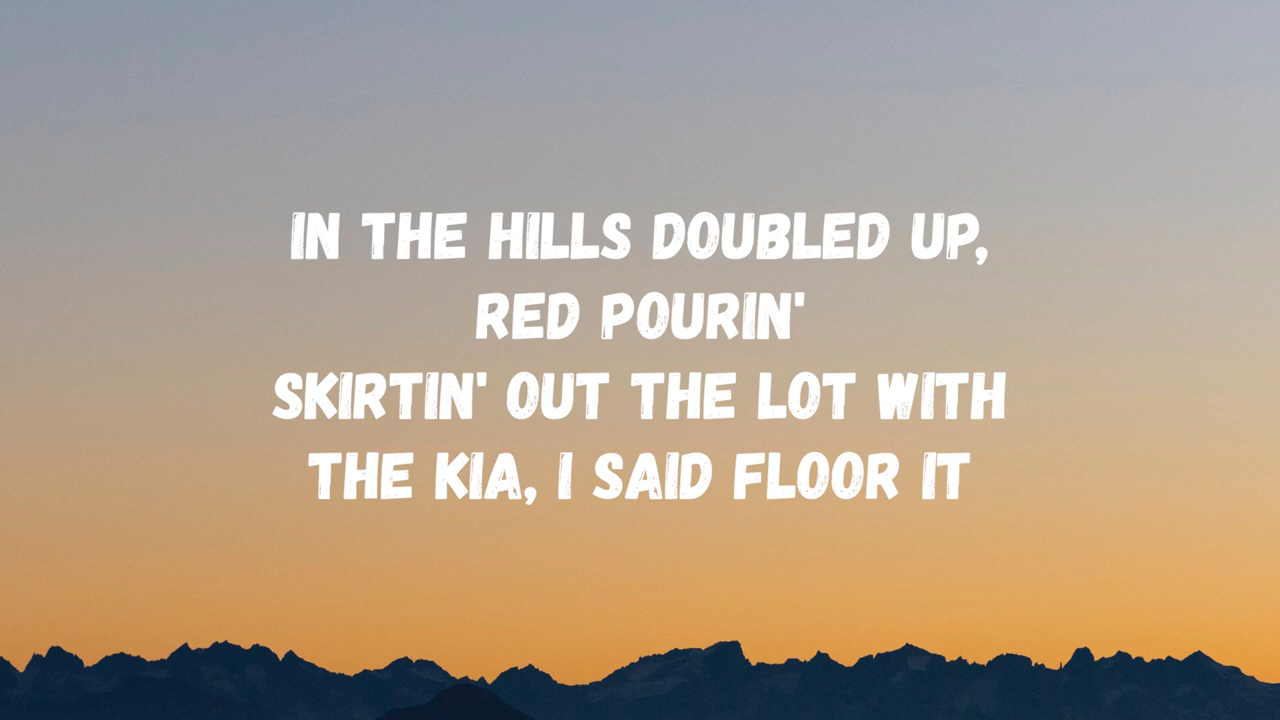 IN THE HILLS DOUBLED UP,
RED POURIN'
SKIRTIN' OUT THE LOT WITH
THE KIA, I SAID FLOOR IT